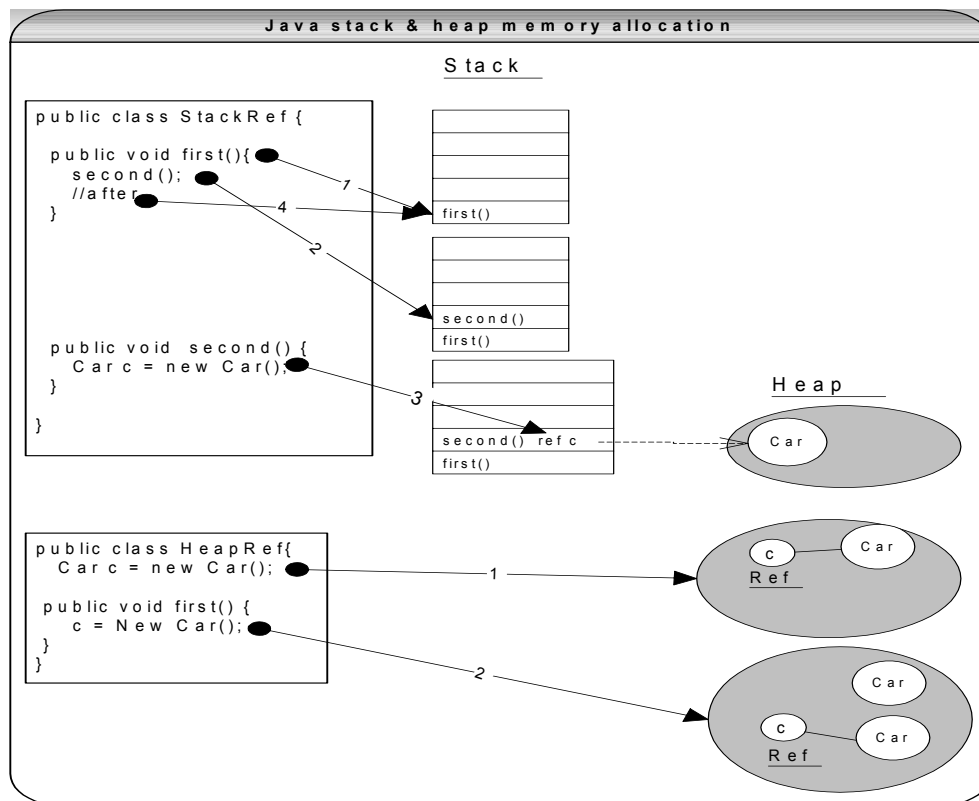 Java stack & heap memory allocation
Stack
public class StackRef {
public void first(){
second();
//after
}
public void second() {
Car c = new Car();
}
}
1
4
2
3
first()
second()
first()
second() ref c
first()
Heap
Car
public class HeapRef{
Car c = new Car();
public void first() {
c = New Car();
}
}
1
2
c
Car
Ref
Car
c
Car
Ref